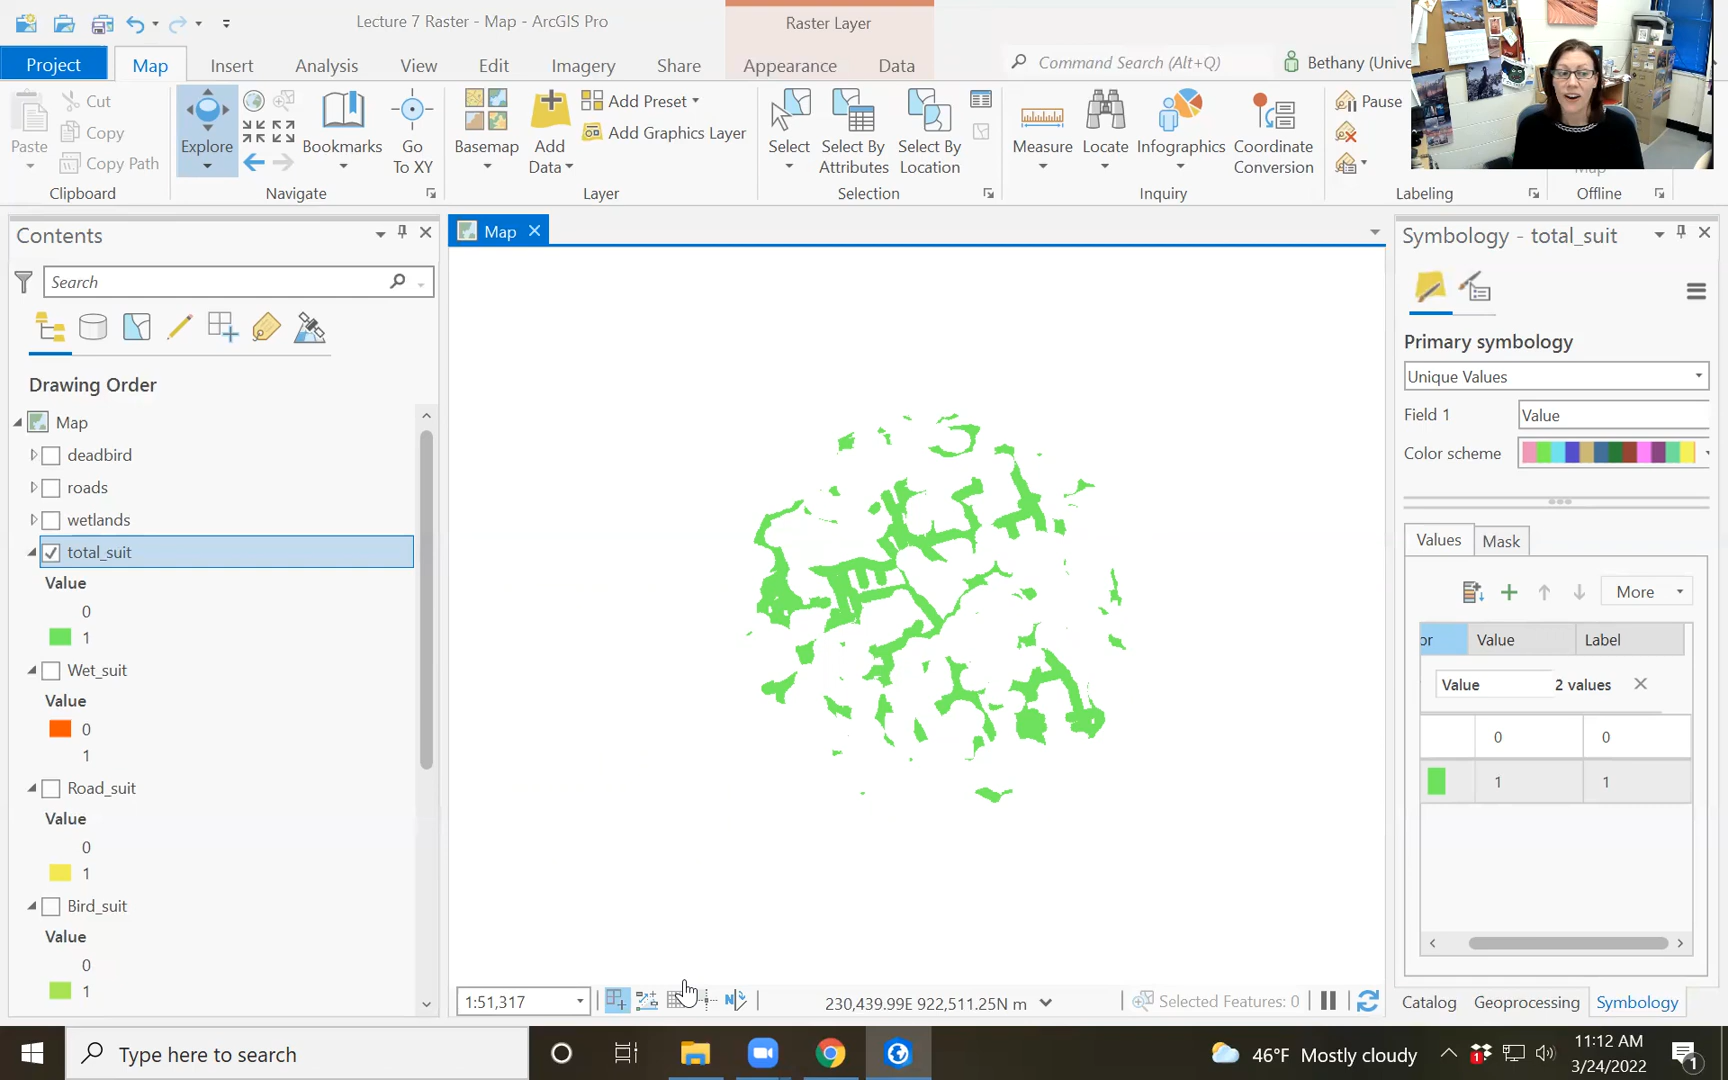 Lecture 7 Raster - Map - ArcGIS Pro
Raster Layer
Project
Map
Insert
Analysis
View
Edit
Imagery
Share
Appearance
Data
Command Search (Alt+Q)
Bethany (Unive
Paste
Cut
Copy
Copy Path
Clipboard
Explore
Bookmarks
Go
To XY
Navigate
Basemap
Add
Data
Add Preset
Add Graphics Layer
Layer
Select
Select By
Attributes
Select By
Location
Selection
Measure
Locate
Infographics
Coordinate
Conversion
Inquiry
Pause
Labeling
Map
Offline
Contents
Search
Drawing Order
Map
deadbird
roads
wetlands
total_suit
Value
0
1
Wet_suit
Value
0
1
Road_suit
Value
0
1
Bird_suit
Value
0
1
Map
1:51,317
230,439.99E 922,511.25N m
Selected Features: 0
Symbology - total_suit
Primary symbology
Unique Values
Field 1
Value
Color scheme
Values
Mask
More
or
Value
Label
Value
2 values
0
0
1
1
Catalog
Geoprocessing
Symbology
Type here to search
46°F Mostly cloudy
1
11:12 AM
3/24/2022
1